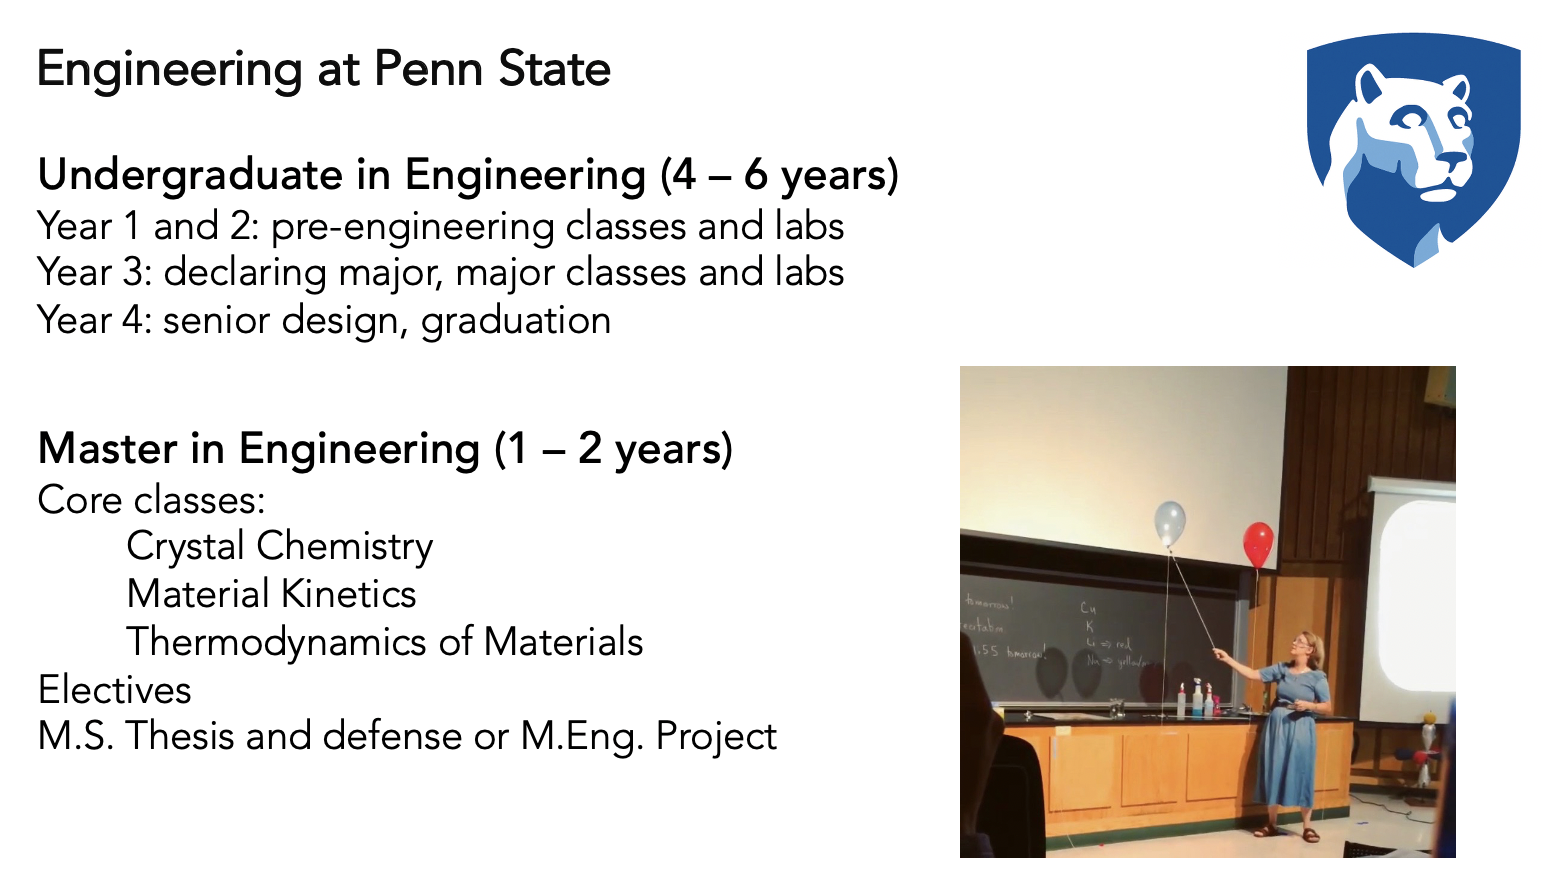 Engineering at Penn State
Undergraduate in Engineering (4 – 6 years)
Year 1 and 2: pre-engineering classes and labs
Year 3: declaring major, major classes and labs
Year 4: senior design, graduation
Master in Engineering (1 – 2 years)
Core classes:
Crystal Chemistry
Material Kinetics
Thermodynamics of Materials
Electives
M.S. Thesis and defense or M.Eng. Project
tomorrow!
.55 tomorrow!
Cu
K
Li => red
Na =>